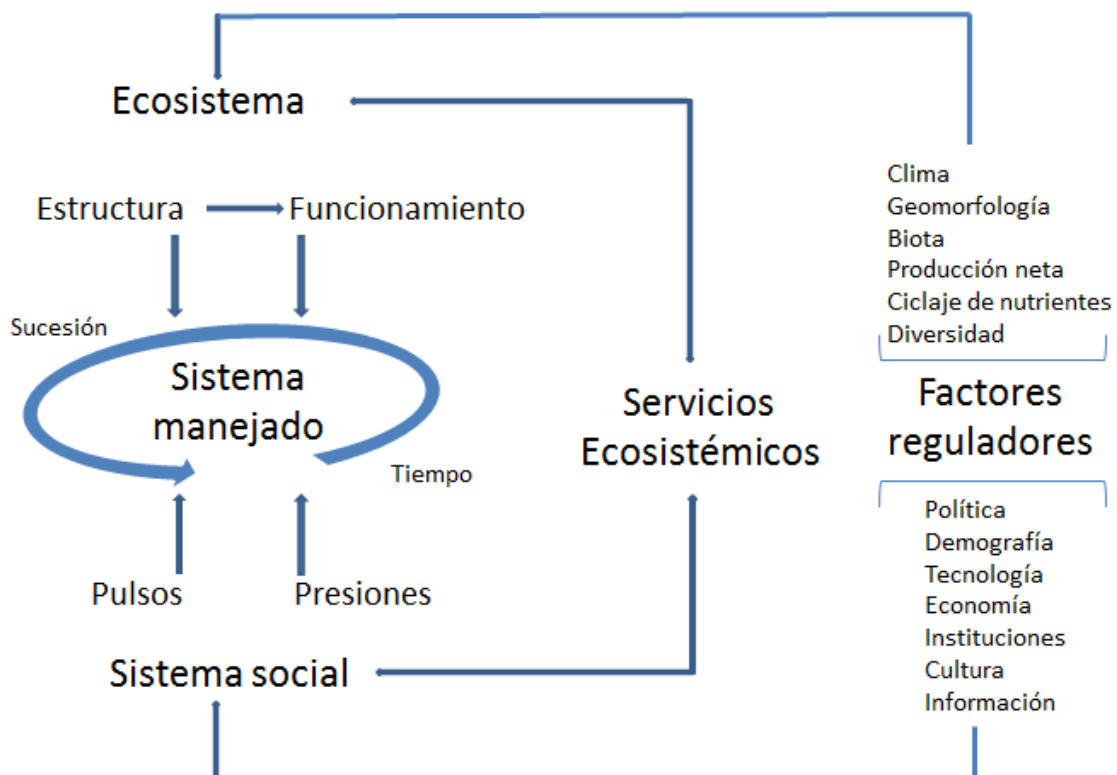 Ecosistema
Estructura
Funcionamiento
Sucesión
Sistema
manejado
Tiempo
Pulsos
Presiones
Sistema social
Servicios
Ecosistémicos
Clima
Geomorfología
Biota
Producción neta
Ciclaje de nutrientes
Diversidad
Factores
reguladores
Política
Demografía
Tecnología
Economía
Instituciones
Cultura
Información